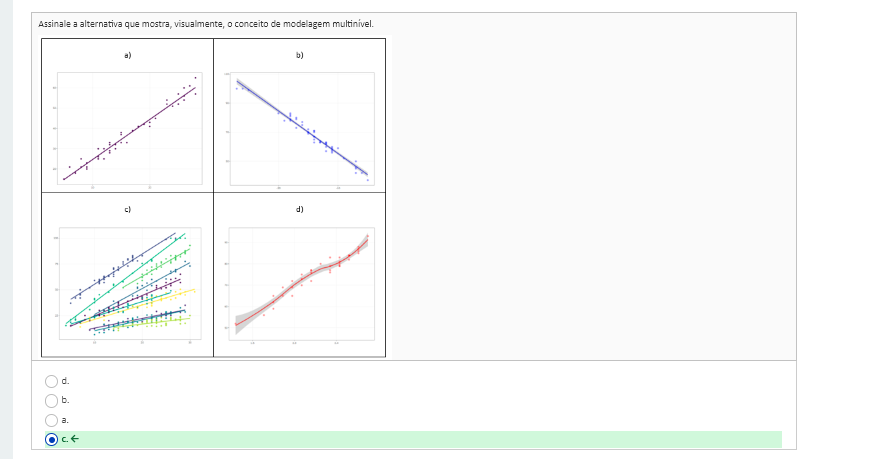 Assinale a alternativa que mostra, visualmente, o conceito de modelagem multinível.
a)
b)
c)
d)
d.
b.
a.
c. ←